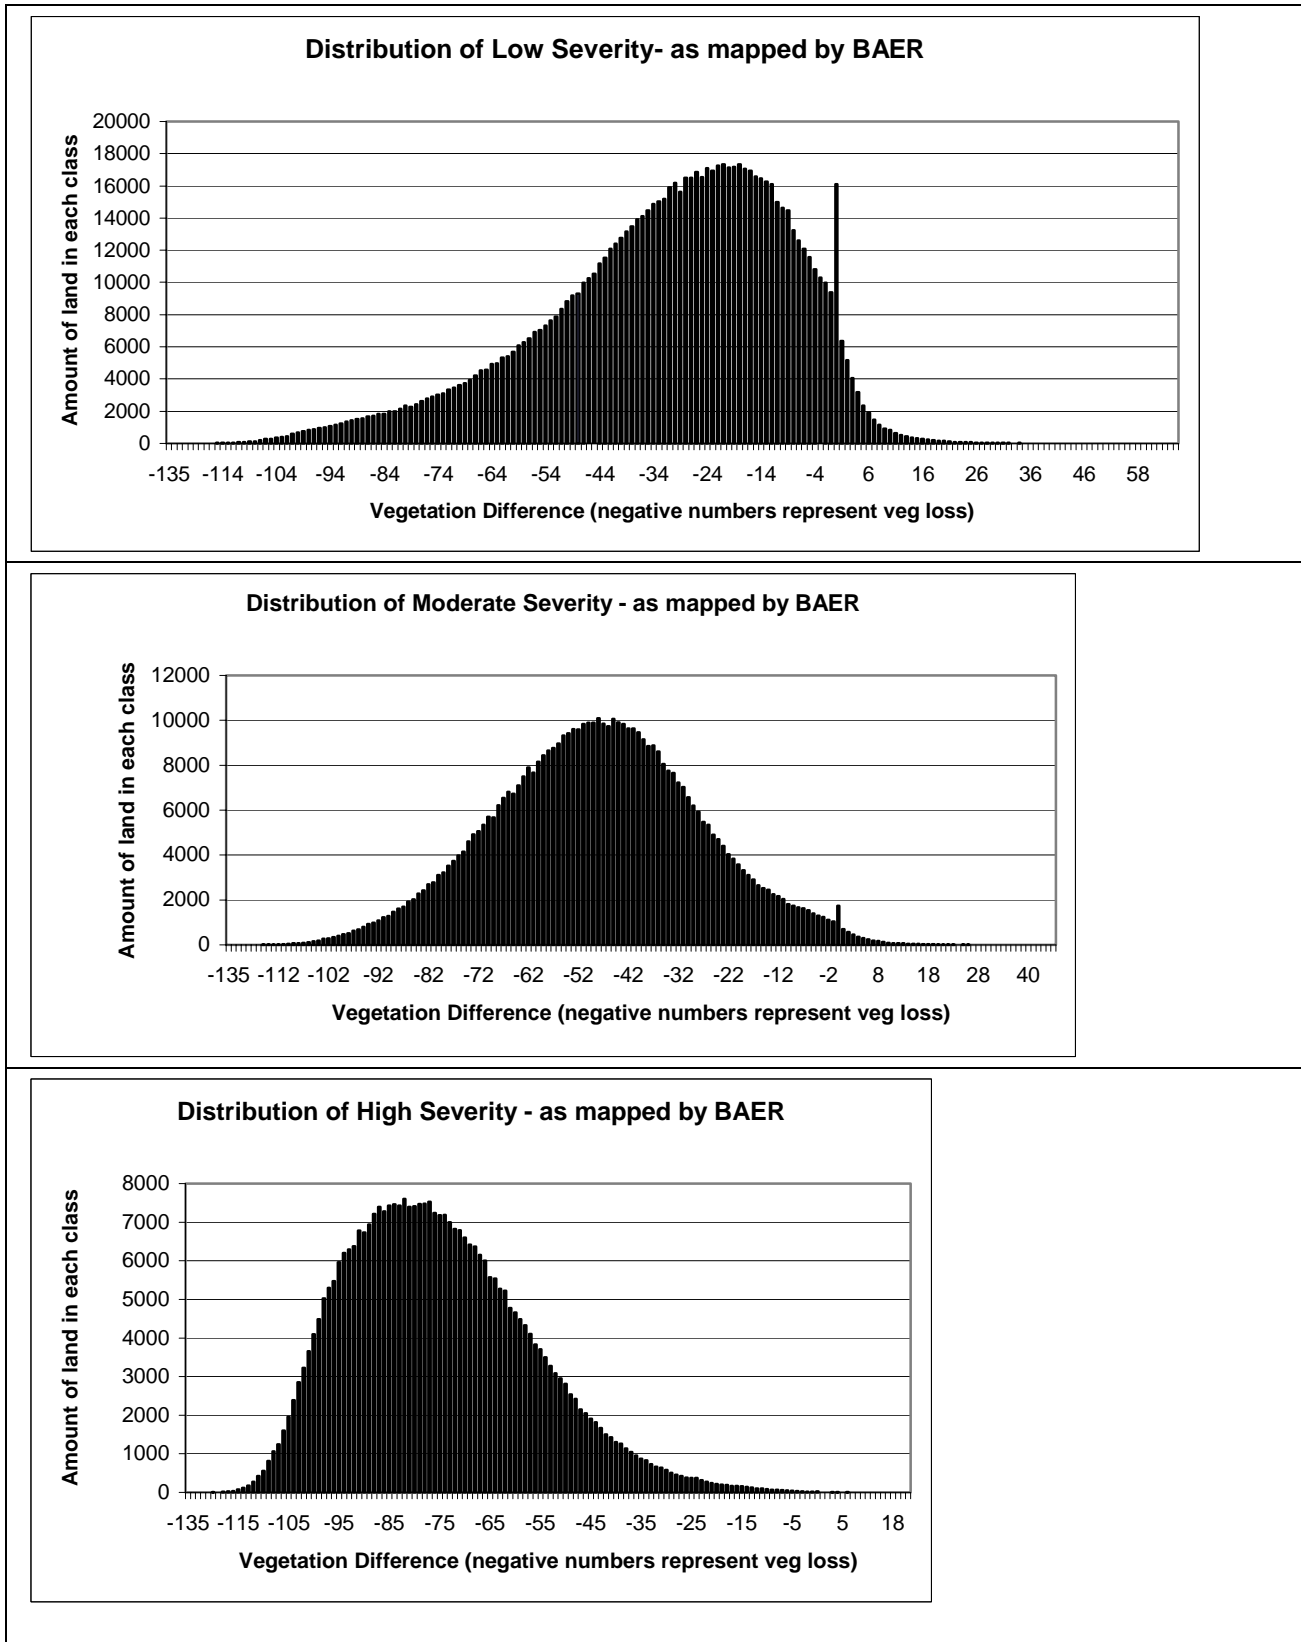 Distribution of Low Severity- as mapped by BAER
Amount of land in each class
20000
18000
16000
14000
12000
10000
8000
6000
4000
2000
0
-135 -114 -104 -94 -84 -74 -64 -54 -44 -34 -24 -14 -4 6 16 26 36 46 58
Vegetation Difference (negative numbers represent veg loss)
Distribution of Moderate Severity - as mapped by BAER
Amount of land in each class
12000
10000
8000
6000
4000
2000
0
-135 -112 -102 -92 -82 -72 -62 -52 -42 -32 -22 -12 -2 8 18 28 40
Vegetation Difference (negative numbers represent veg loss)
Distribution of High Severity - as mapped by BAER
Amount of land in each class
8000
7000
6000
5000
4000
3000
2000
1000
0
-135 -115 -105 -95 -85 -75 -65 -55 -45 -35 -25 -15 -5 5 18
Vegetation Difference (negative numbers represent veg loss)